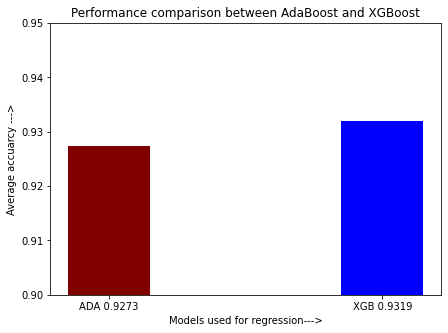 Performance comparison between AdaBoost and XGBoost
0.95
0.94
0.93
0.92
0.91
0.90
Average accuarcy --->
ADA 0.9273
XGB 0.9319
Models used for regression--->